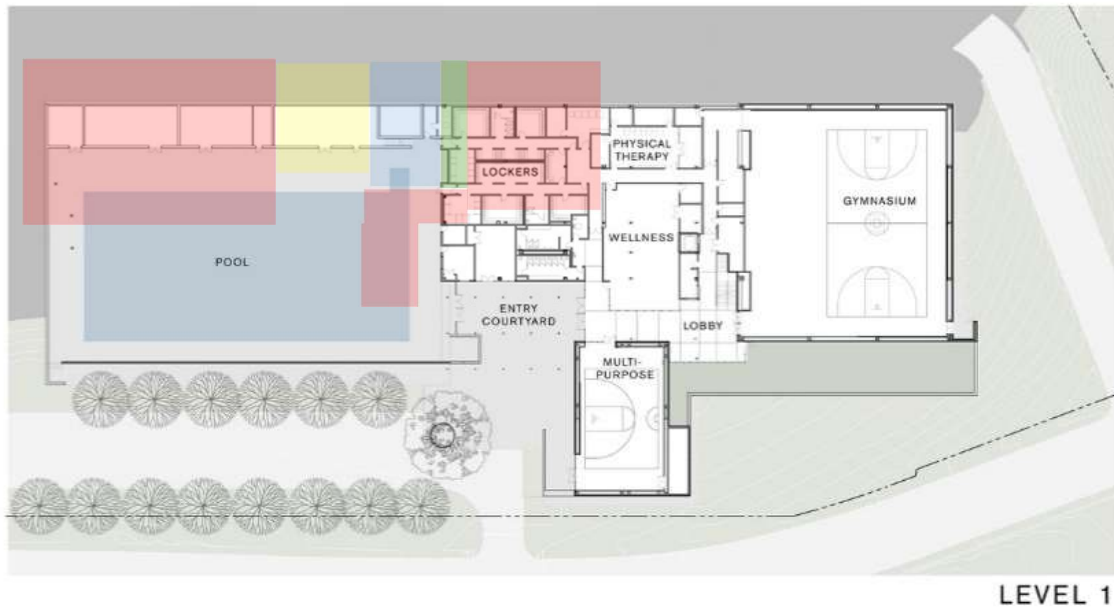 PHYSICAL
THERAPY
LOCKERS
GYMNASIUM
WELLNESS
POOL
ENTRY
COURTYARD
LOBBY
MULTI-
PURPOSE
LEVEL 1